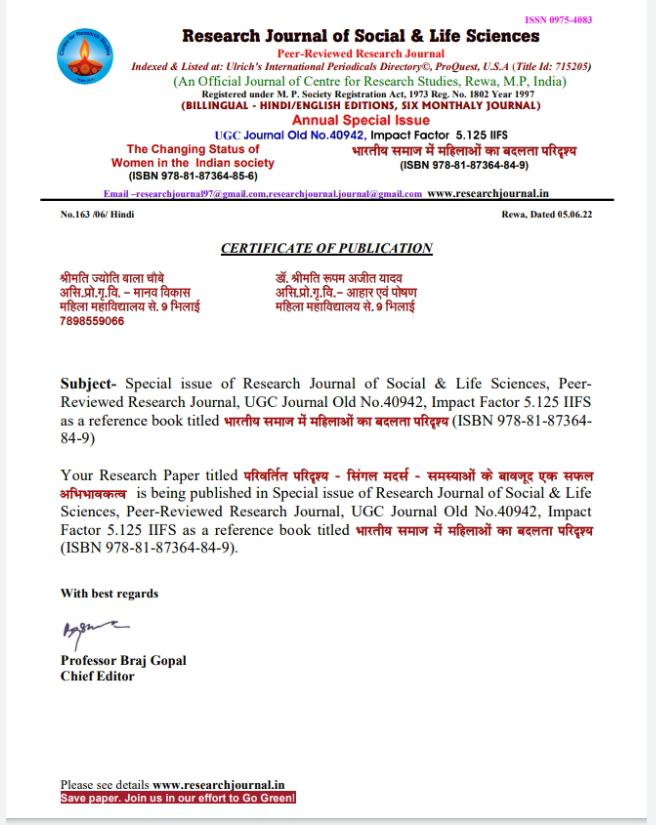 ISSN 0975-4083
Research Journal of Social & Life Sciences
Peer-Reviewed Research Journal
Indexed & Listed at: Ulrich's International Periodicals Directory©, ProQuest, U.S.A (Title Id: 715205)
(An Official Journal of Centre for Research Studies, Rewa, M.P, India)
Registered under M. P. Society Registration Act, 1973 Reg. No. 1802 Year 1997
(BILLINGUAL - HINDI/ENGLISH EDITIONS, SIX MONTHALY JOURNAL)
Annual Special Issue
UGC Journal Old No.40942, Impact Factor 5.125 IIFS
The Changing Status of
Women in the Indian society
(ISBN 978-81-87364-85-6)
भारतीय समाज में महिलाओं का बदलता परिदृश्य
(ISBN 978-81-87364-84-9)
Email –researchjournal97@gmail.com,researchjournal.journal@gmail.com www.researchjournal.in
No.163 /06/ Hindi
Rewa, Dated 05.06.22
CERTIFICATE OF PUBLICATION
श्रीमति ज्योति बाला चौबे
असि.प्रो.गृ.वि. – मानव विकास
महिला महाविद्यालय से. 9 भिलाई
7898559066
डॉ. श्रीमति रूपम अजीत यादव
असि.प्रो.गृ.वि.– आहार एवं पोषण
महिला महाविद्यालय से. 9 भिलाई
Subject- Special issue of Research Journal of Social & Life Sciences, Peer-
Reviewed Research Journal, UGC Journal Old No.40942, Impact Factor 5.125 IIFS
as a reference book titled भारतीय समाज में महिलाओं का बदलता परिदृश्य (ISBN 978-81-87364-
84-9)
Your Research Paper titled परिवर्तित परिदृश्य - सिंगल मदर्स - समस्याओं के बावजूद एक सफल
अभिभावकत्व is being published in Special issue of Research Journal of Social & Life
Sciences, Peer-Reviewed Research Journal, UGC Journal Old No.40942, Impact
Factor 5.125 IIFS as a reference book titled भारतीय समाज में महिलाओं का बदलता परिदृश्य
(ISBN 978-81-87364-84-9).
With best regards
Professor Braj Gopal
Chief Editor
Please see details www.researchjournal.in
Save paper. Join us in our effort to Go Green!